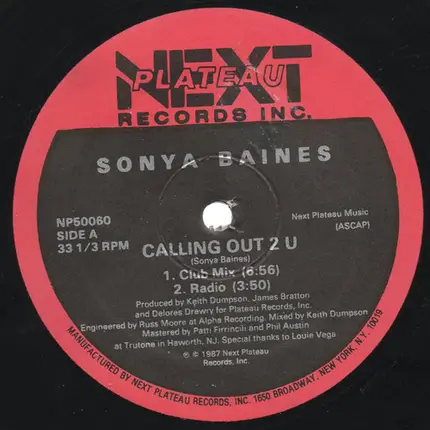 NEXT
PLATEAU
RECORDS INC.
SONYA BAINES
NP50060
SIDE A
33 1/3 RPM
Next Plateau Music
(ASCAP)
CALLING OUT 2 U
(Sonya Baines)
1. Club Mix (6:56)
2. Radio (3:50)
Produced by Keith Dumpson, James Bratton
and Delores Drewry for Plateau Records, Inc.
Engineered by Russ Moore at Alpha Recording. Mixed by Keith Dumpson
Mastered by Patti Firrincili and Phil Austin
at Trutone in Haworth, NJ. Special thanks to Louie Vega
℗ © 1987 Next Plateau
Records, Inc.
MANUFACTURED BY NEXT PLATEAU RECORDS, INC. 1650 BROADWAY, NEW YORK, N.Y. 10019